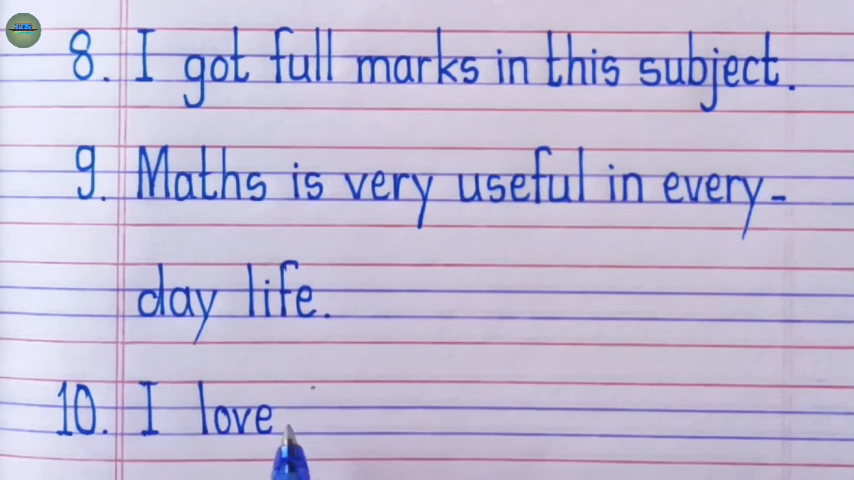 8. I got full marks in this subject.
9. Maths is very useful in every-
day life.
10. I love